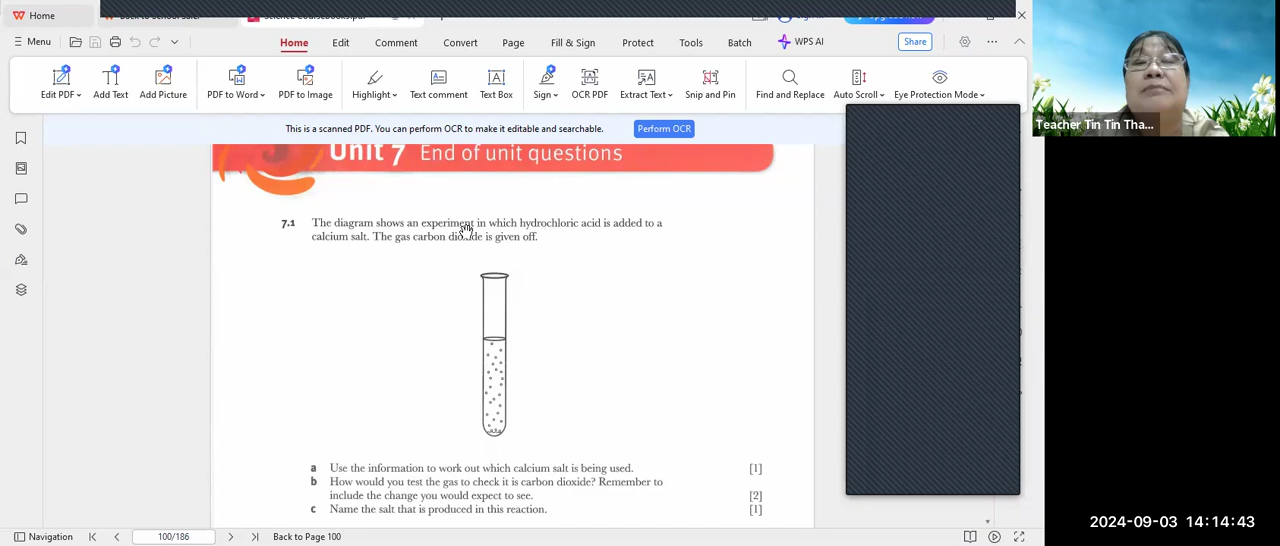 Home
Menu
Home Edit Comment Convert Page Fill & Sign Protect Tools Batch WPS AI Share
Edit PDF Add Text Add Picture PDF to Word PDF to Image Highlight Text comment Text Box Sign OCR PDF Extract Text Snip and Pin Find and Replace Auto Scroll Eye Protection Mode
Teacher Tin Tin Tha...
This is a scanned PDF. You can perform OCR to make it editable and searchable. Perform OCR
Unit 7 End of unit questions
7.1 The diagram shows an experiment in which hydrochloric acid is added to a
calcium salt. The gas carbon dioxide is given off.
a Use the information to work out which calcium salt is being used. [1]
b How would you test the gas to check it is carbon dioxide? Remember to
include the change you would expect to see. [2]
c Name the salt that is produced in this reaction. [1]
2024-09-03 14:14:43
Navigation 100/186 Back to Page 100